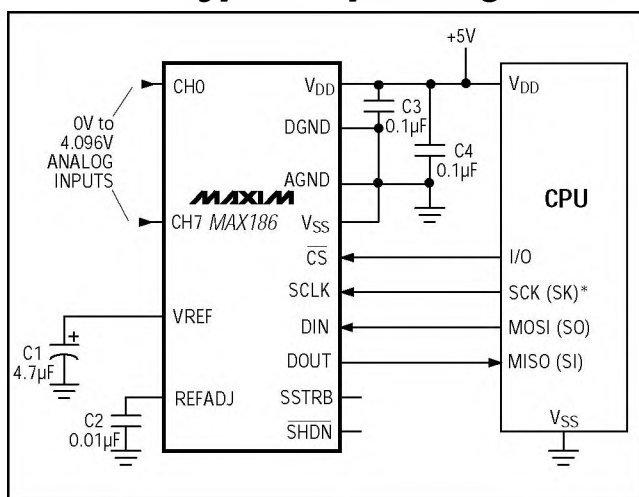 +5V
CH0
VDD
VDD
C3
0.1µF
0V to
4.096V
ANALOG
INPUTS
DGND
C4
0.1µF
AGND
MAXIM
CPU
CH7 MAX186
VSS
CS
I/O
SCLK
SCK (SK)*
VREF
DIN
MOSI (SO)
+
C1
4.7µF
DOUT
MISO (SI)
REFADJ
SSTRB
C2
0.01µF
SHDN
VSS